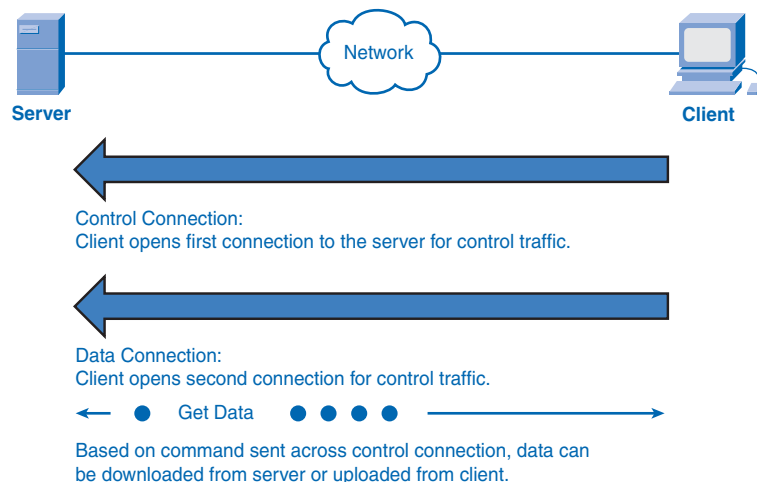 Network
Server
Client
Control Connection:
Client opens first connection to the server for control traffic.
Data Connection:
Client opens second connection for control traffic.
Get Data
Based on command sent across control connection, data can
be downloaded from server or uploaded from client.